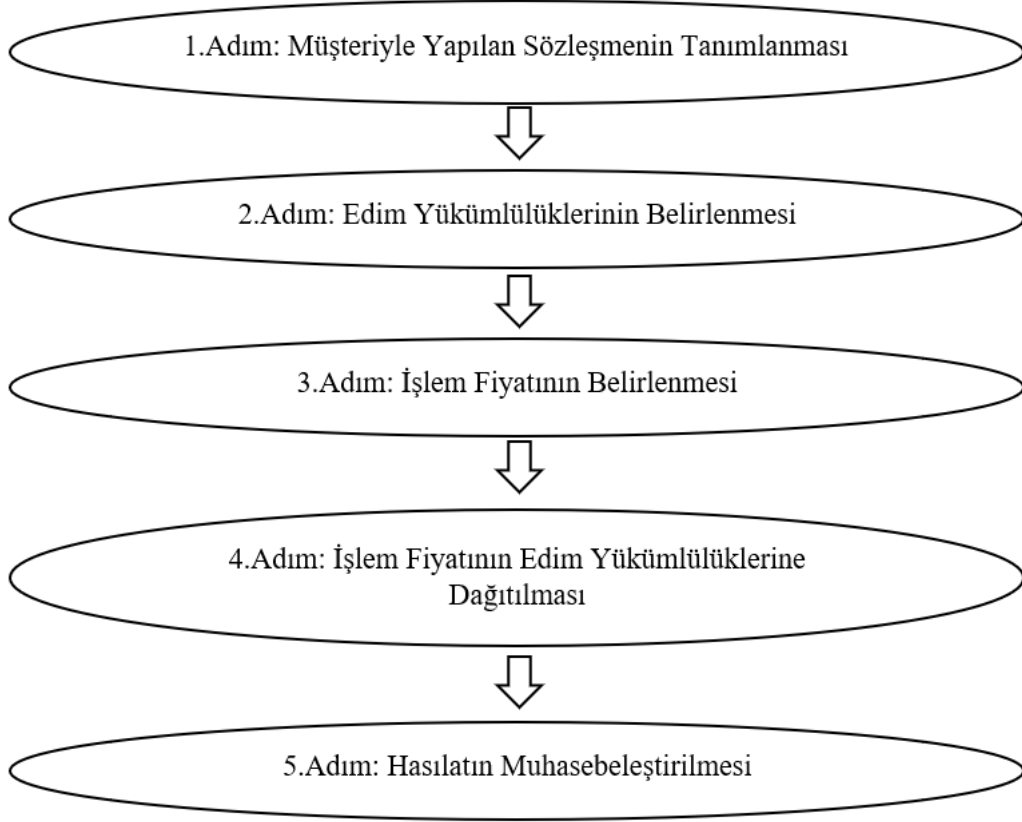 1.Adım: Müşteriyle Yapılan Sözleşmenin Tanımlanması
2.Adım: Edim Yükümlülüklerinin Belirlenmesi
3.Adım: İşlem Fiyatının Belirlenmesi
4.Adım: İşlem Fiyatının Edim Yükümlülüklerine
Dağıtılması
5.Adım: Hasılatın Muhasebeleştirilmesi